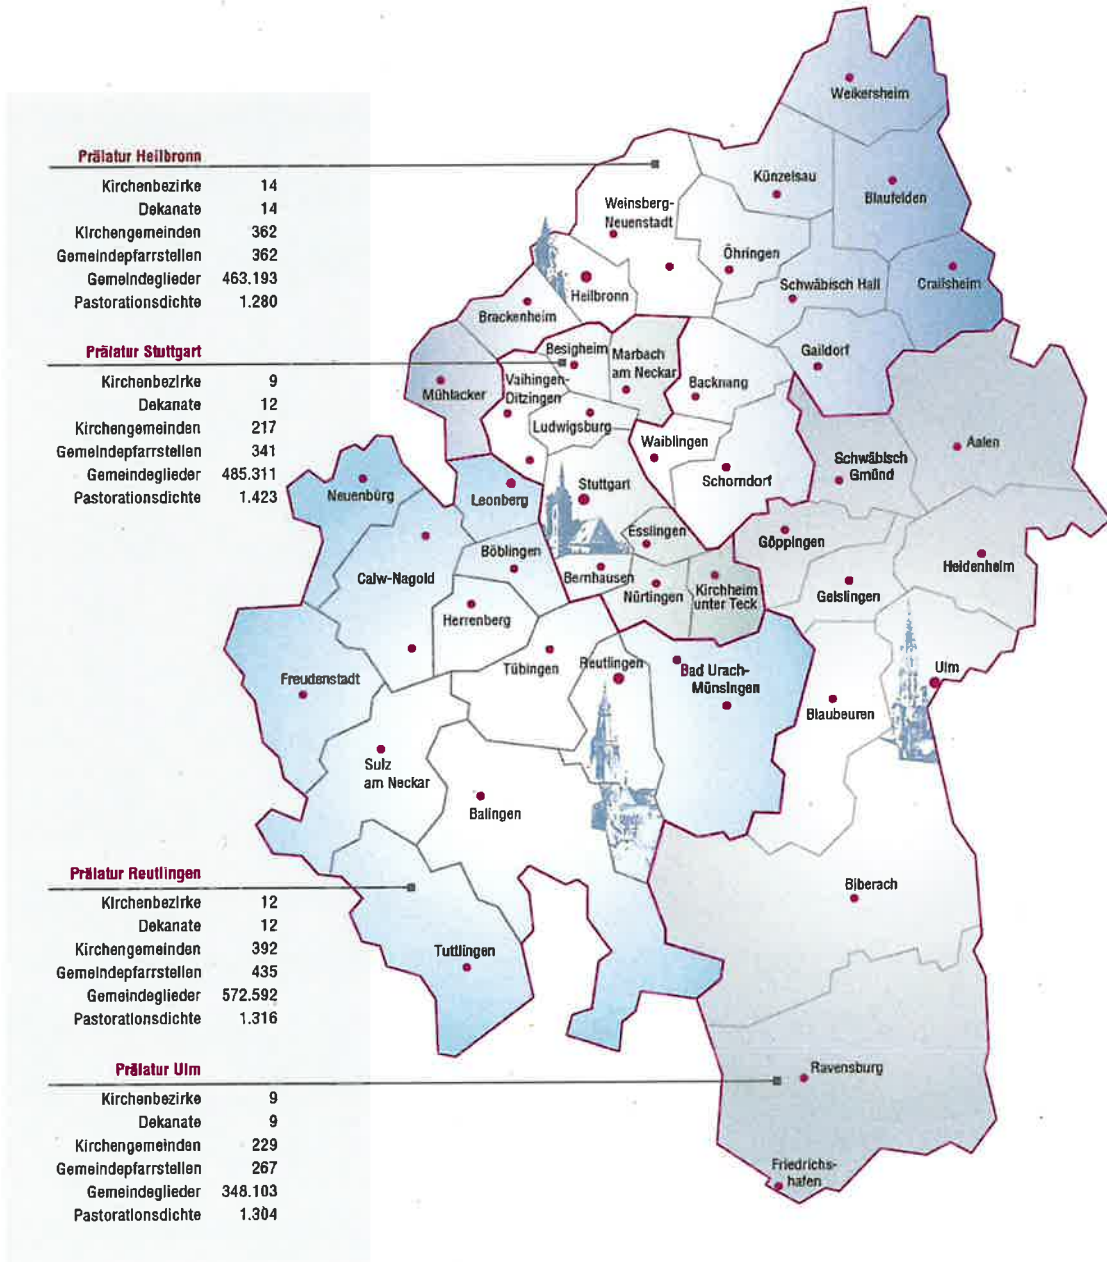 Prälatur Heilbronn
Kirchenbezirke 14
Dekanate 14
Kirchengemeinden 362
Gemeindepfarrstellen 362
Gemeindeglieder 463.193
Pastorationsdichte 1.280
Prälatur Stuttgart
Kirchenbezirke 9
Dekanate 12
Kirchengemeinden 217
Gemeindepfarrstellen 341
Gemeindeglieder 485.311
Pastorationsdichte 1.423
Prälatur Reutlingen
Kirchenbezirke 12
Dekanate 12
Kirchengemeinden 392
Gemeindepfarrstellen 435
Gemeindeglieder 572.592
Pastorationsdichte 1.316
Prälatur Ulm
Kirchenbezirke 9
Dekanate 9
Kirchengemeinden 229
Gemeindepfarrstellen 267
Gemeindeglieder 348.103
Pastorationsdichte 1.304
Weikersheim
Künzelsau
Blaufelden
Weinsberg-
Neuenstadt
Öhringen
Schwäbisch Hall
Crailsheim
Heilbronn
Brackenheim
Besigheim
Marbach
am Neckar
Gaildorf
Mühlacker
Vaihingen-
Ditzingen
Backnang
Ludwigsburg
Waiblingen
Schorndorf
Schwäbisch
Gmünd
Aalen
Neuenbürg
Leonberg
Stuttgart
Esslingen
Göppingen
Heidenheim
Calw-Nagold
Böblingen
Bernhausen
Nürtingen
Kirchheim
unter Teck
Geislingen
Herrenberg
Freudenstadt
Tübingen
Reutlingen
Bad Urach-
Münsingen
Ulm
Blaubeuren
Sulz
am Neckar
Balingen
Biberach
Tuttlingen
Ravensburg
Friedrichs-
hafen